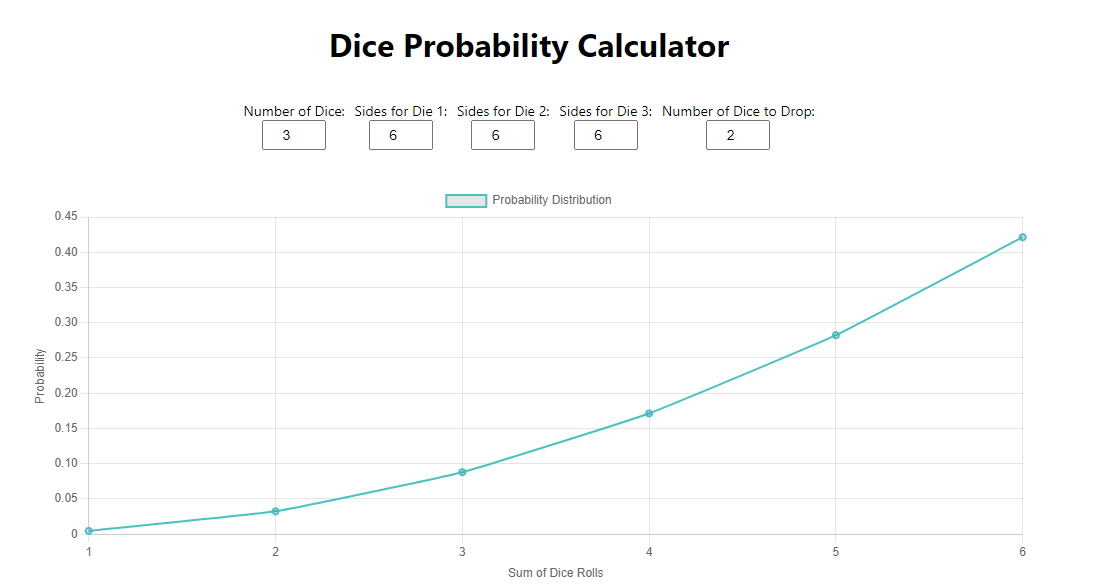 Dice Probability Calculator
Number of Dice: Sides for Die 1: Sides for Die 2: Sides for Die 3: Number of Dice to Drop:
3 6 6 6 2
Probability Distribution
0.45
0.40
0.35
0.30
0.25
0.20
0.15
0.10
0.05
0
Probability
1 2 3 4 5 6
Sum of Dice Rolls